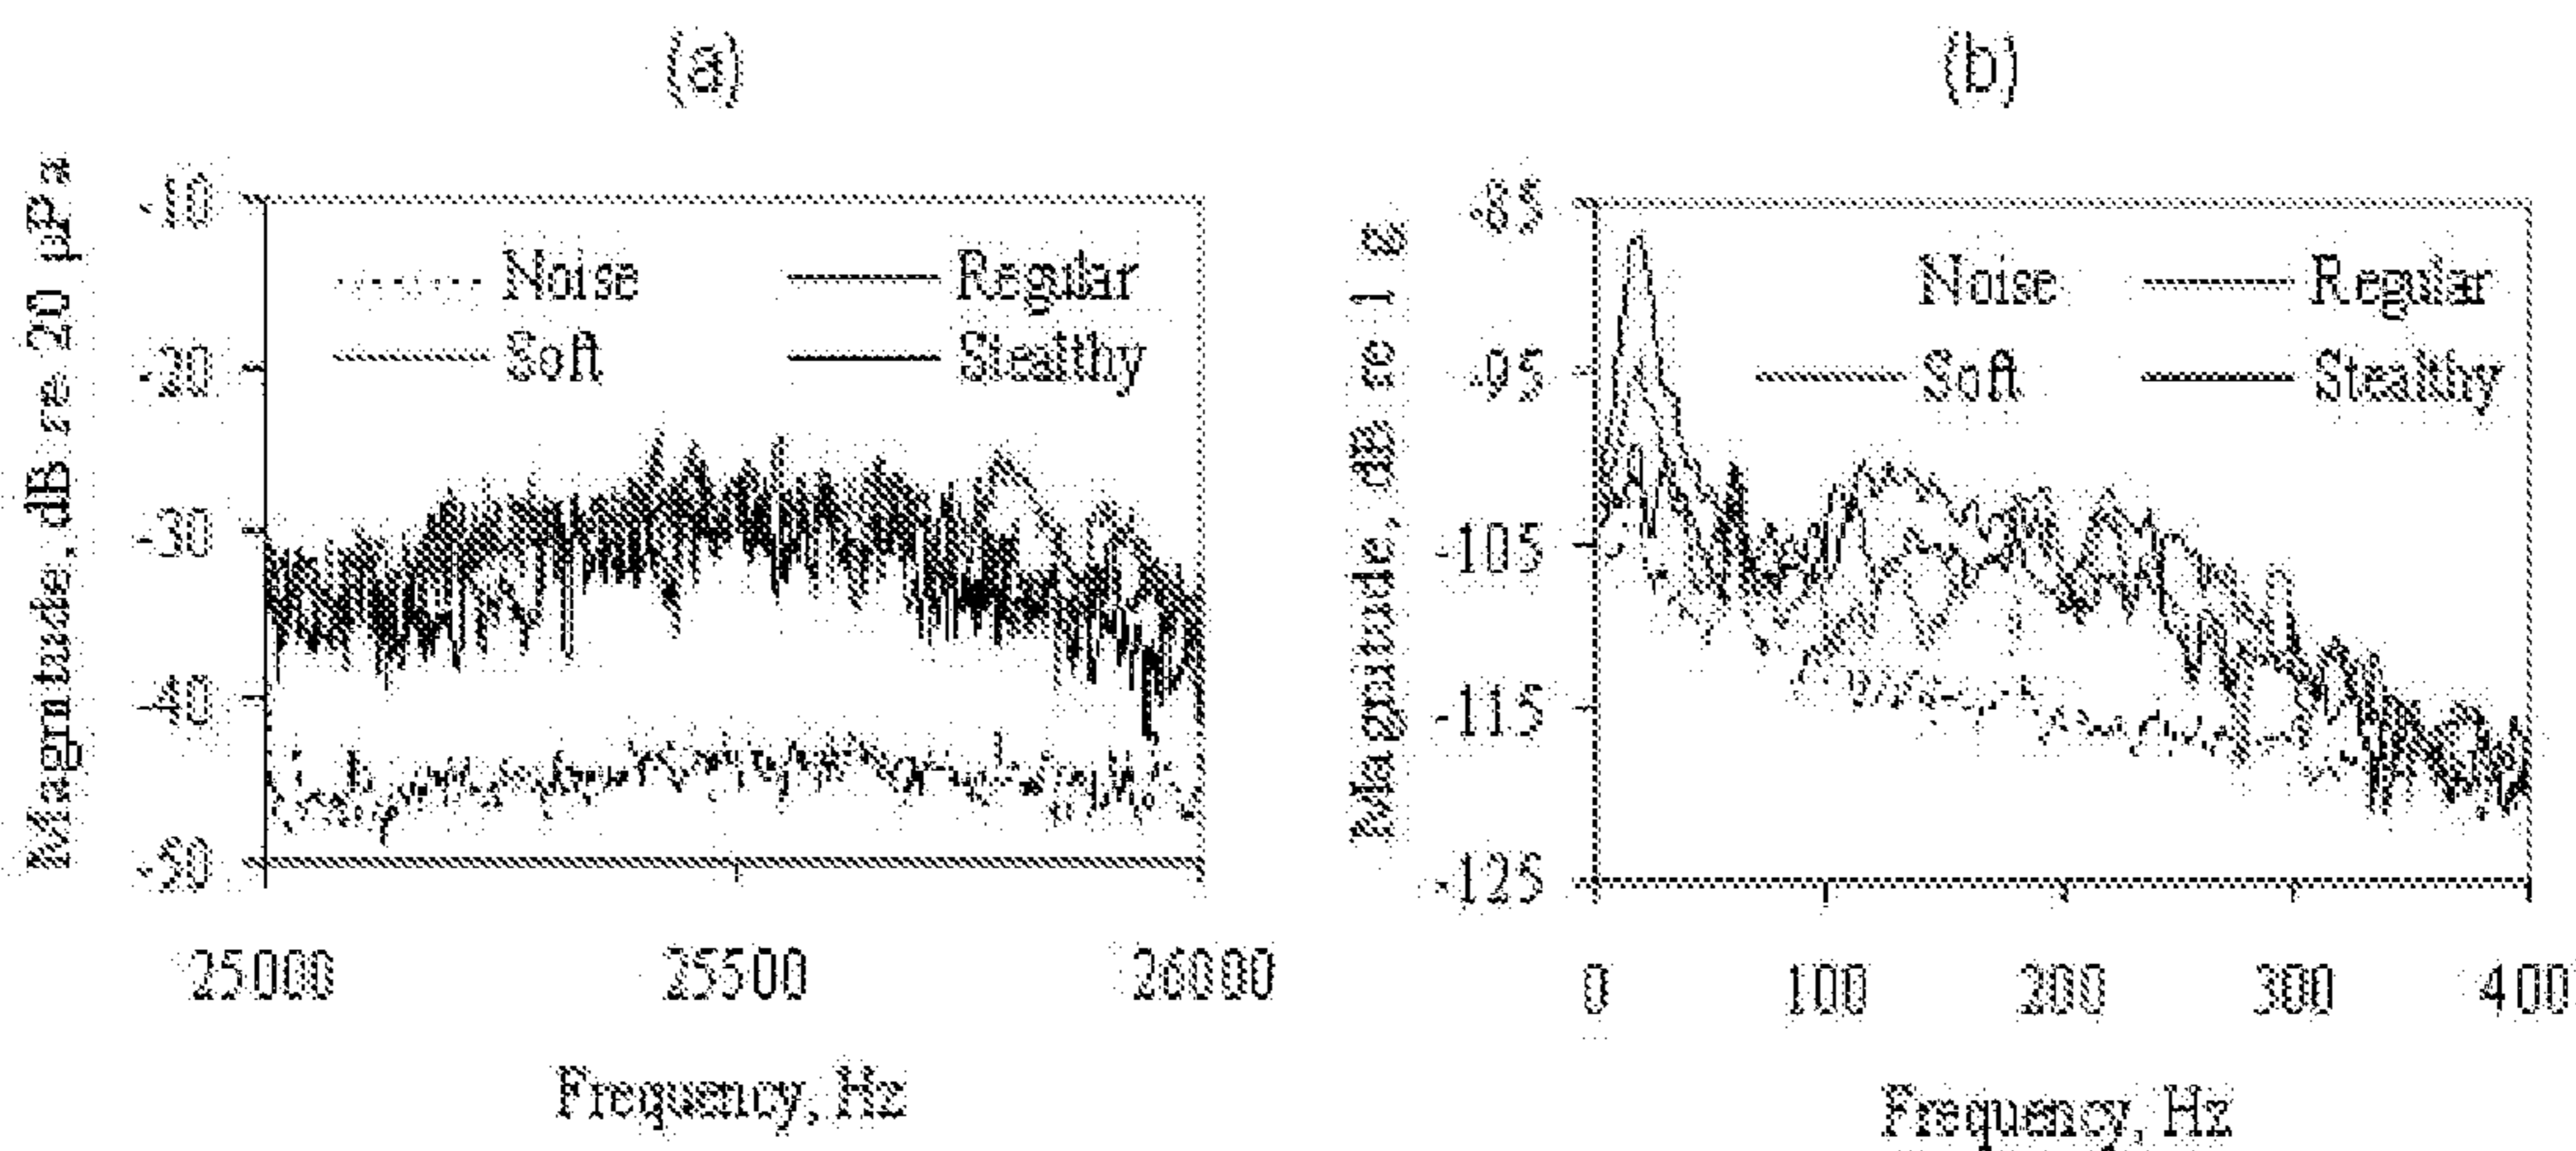 (a)
Magnitude, dB re 20 μPa
-10
-20
-30
-40
-50
Noise
Regular
Soft
Stealthy
25000
25500
26000
Frequency, Hz
(b)
Magnitude, dB re 1 g
-85
-95
-105
-115
-125
Noise
Regular
Soft
Stealthy
0
100
200
300
400
Frequency, Hz